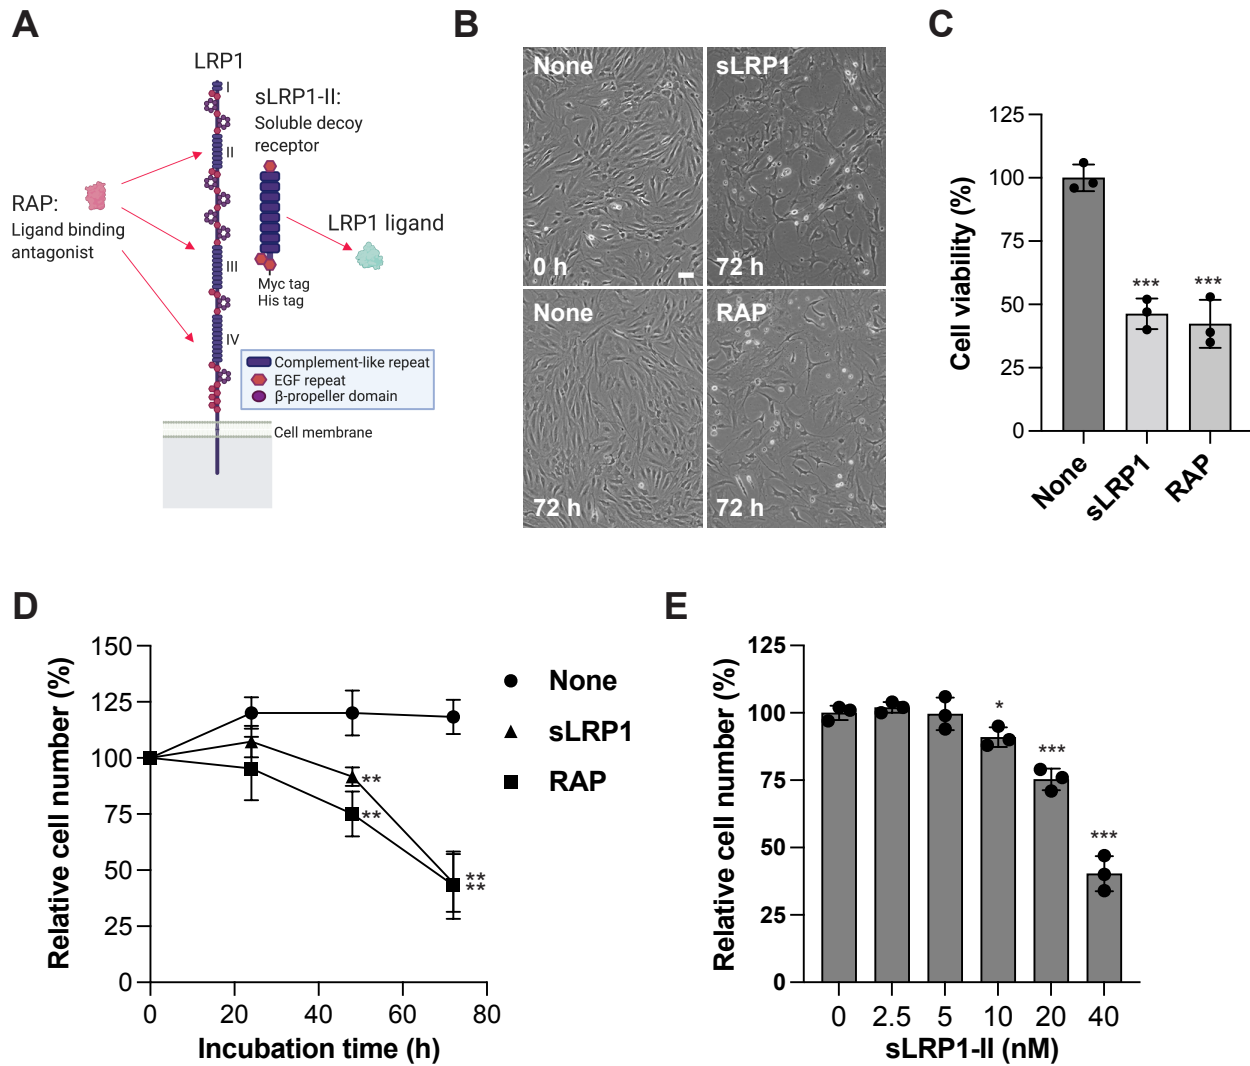 A
LRP1
I
II
III
IV
sLRP1-II:
Soluble decoy
receptor
RAP:
Ligand binding
antagonist
LRP1 ligand
Myc tag
His tag
Complement-like repeat
EGF repeat
β-propeller domain
Cell membrane
B
None
0 h
sLRP1
72 h
None
72 h
RAP
72 h
C
Cell viability (%)
125
100
75
50
25
0
***
***
None
sLRP1
RAP
D
Relative cell number (%)
150
125
100
75
50
25
0
**
**
**
**
0
20
40
60
80
Incubation time (h)
None
sLRP1
RAP
E
Relative cell number (%)
125
100
75
50
25
0
*
***
***
0
2.5
5
10
20
40
sLRP1-II (nM)